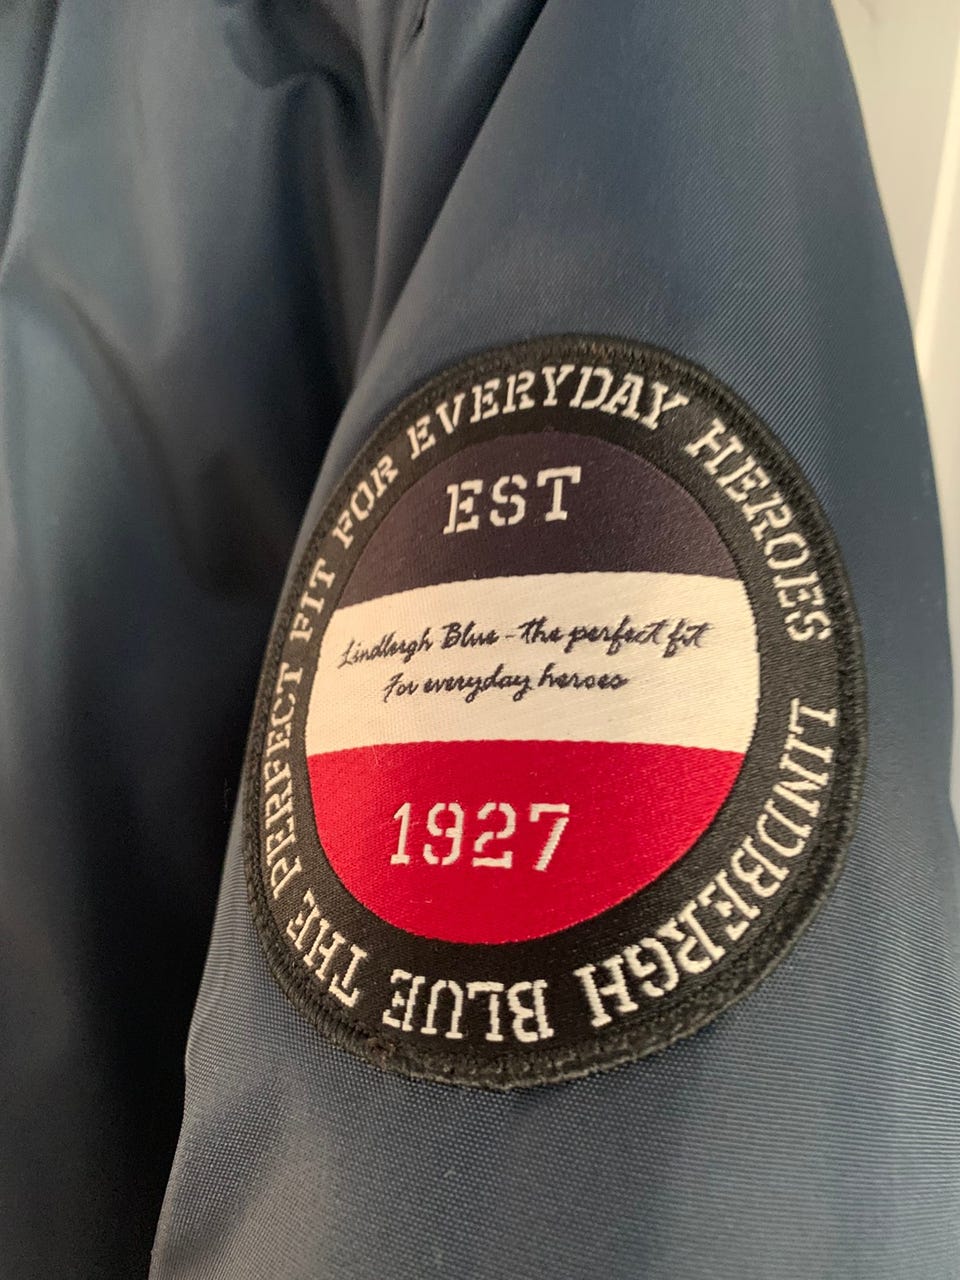 LINDBERGH BLUE THE PERFECT FIT FOR EVERYDAY HEROES
EST
Lindbergh Blue - the perfect fit
For everyday heroes
1927